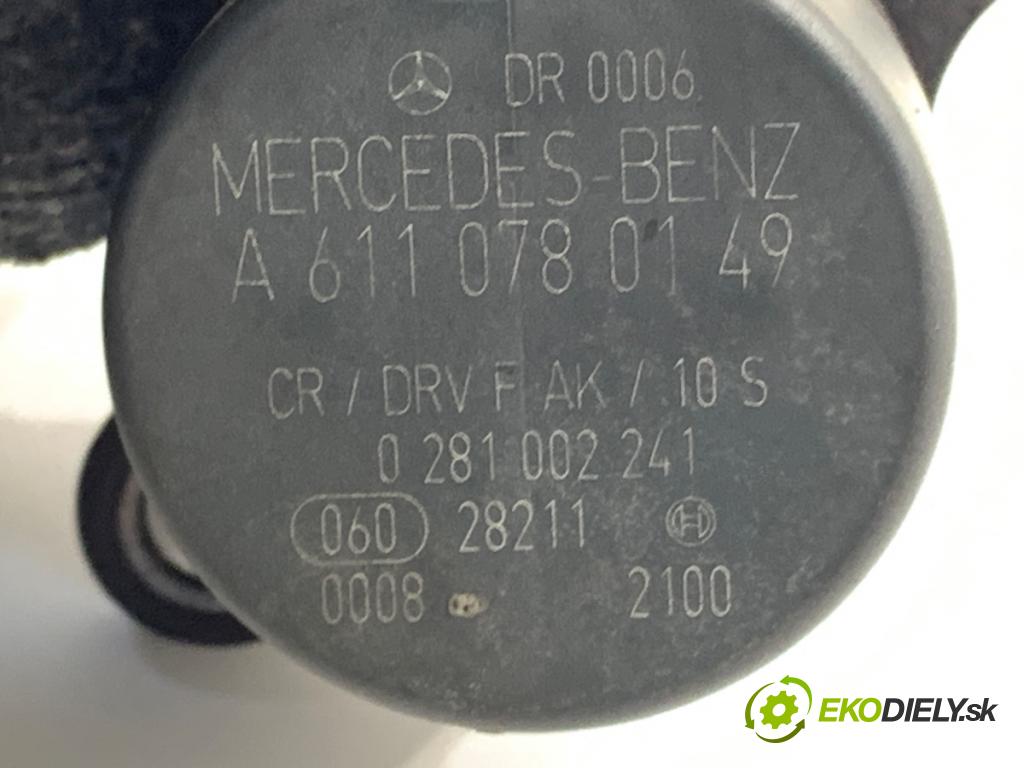 DR 0006
MERCEDES-BENZ
A 611 078 01 49
CR / DRV F AK / 10 S
0 281 002 241
060 28211
0008 2100
EKODIELY.sk